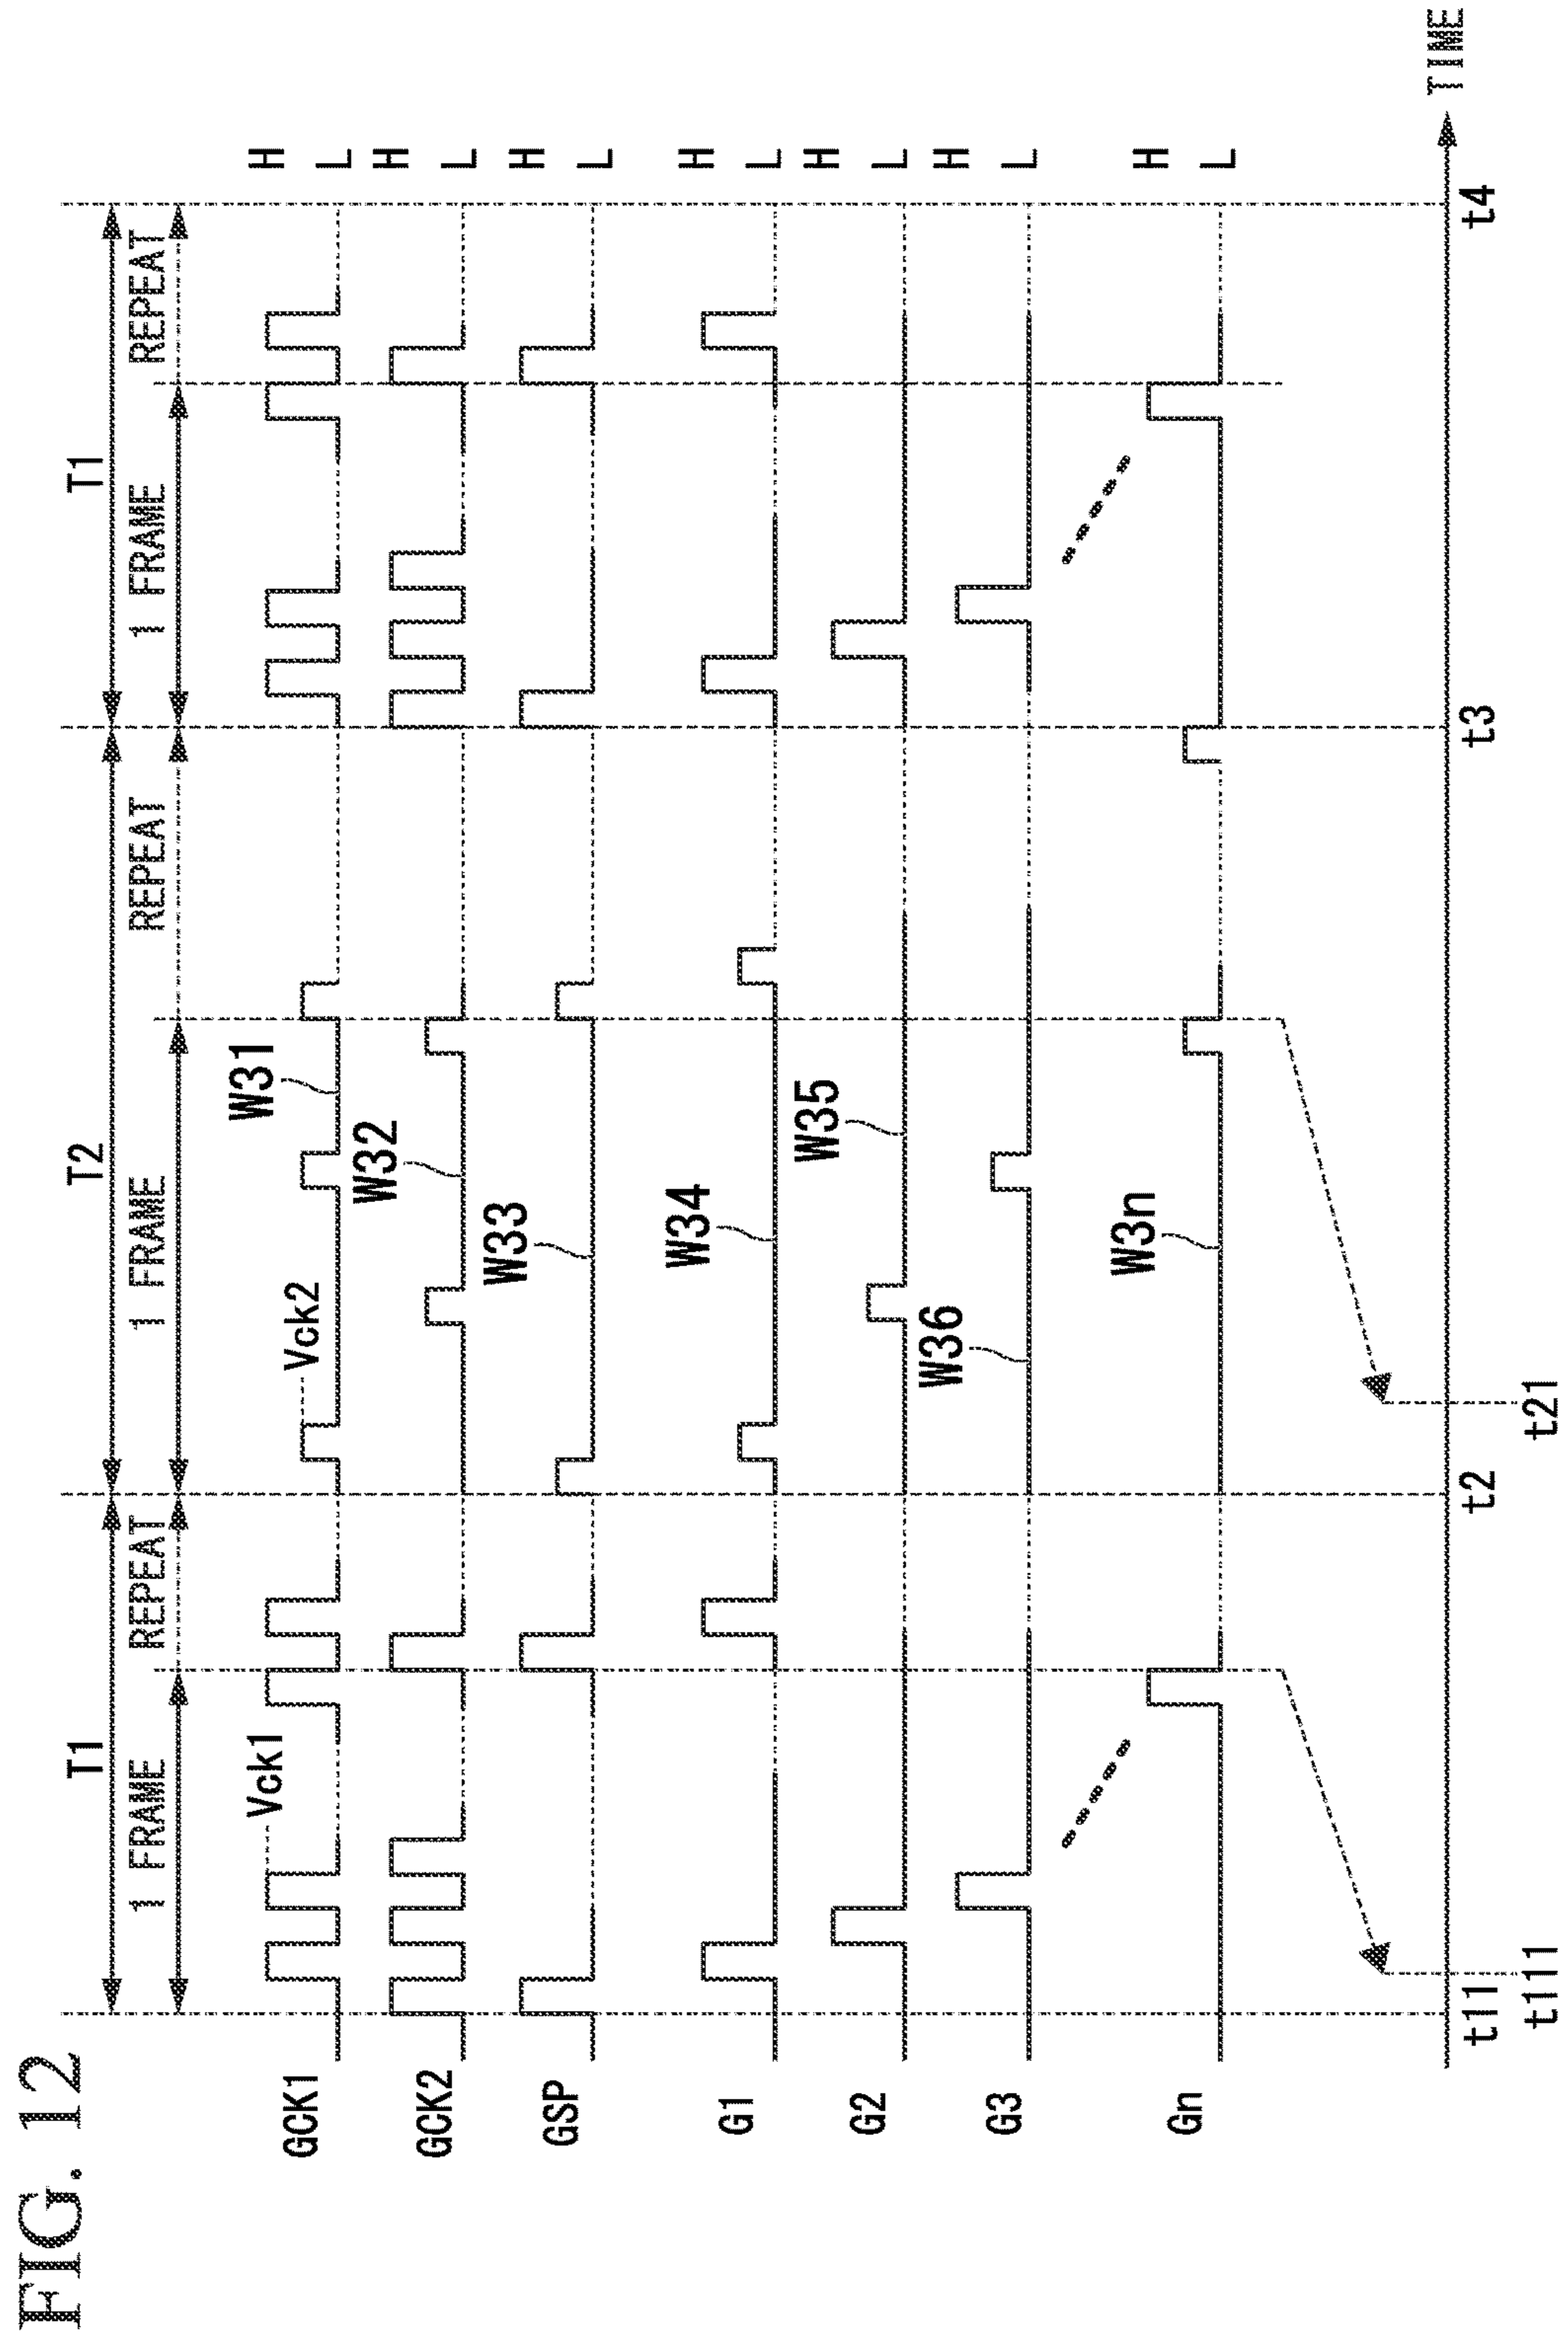 FIG. 12
T1
T2
T1
1 FRAME
REPEAT
1 FRAME
REPEAT
1 FRAME
REPEAT
GCK1
Vck1
Vck2
W31
H
L
GCK2
W32
H
L
GSP
W33
H
L
G1
W34
H
L
G2
W35
H
L
G3
W36
H
L
Gn
W3n
H
L
TIME
t11
t2
t3
t4
t111
t21